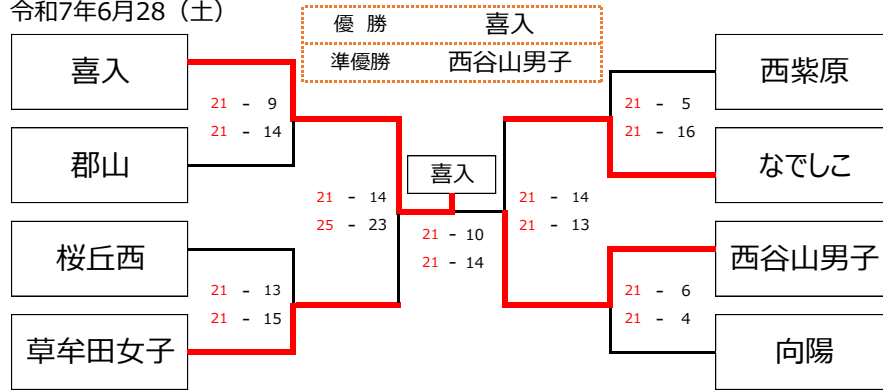 令和7年6月28（土）
優 勝 喜入
準優勝 西谷山男子
喜入
西紫原
21 - 9
21 - 14
21 - 5
21 - 16
郡山
なでしこ
喜入
21 - 14
25 - 23
21 - 14
21 - 13
21 - 10
21 - 14
桜丘西
西谷山男子
21 - 13
21 - 15
21 - 6
21 - 4
草牟田女子
向陽